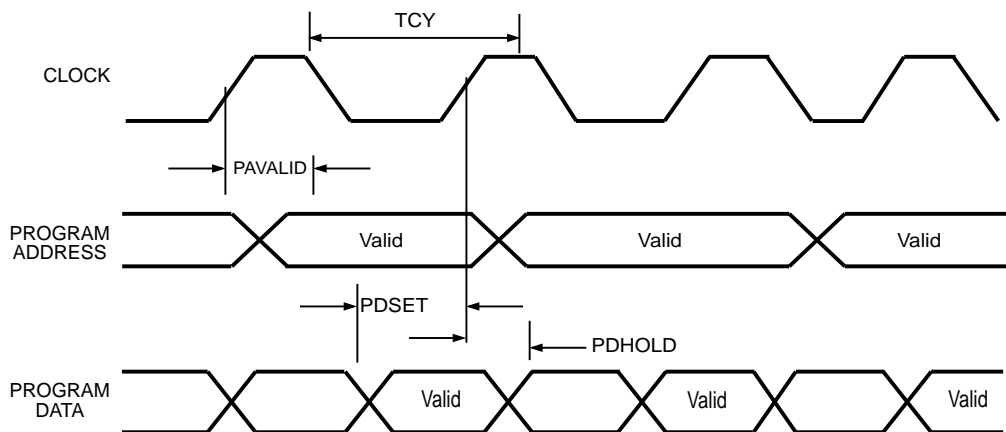 TCY
CLOCK
PAVALID
PROGRAM
ADDRESS
Valid
Valid
Valid
PDSET
PDHOLD
PROGRAM
DATA
Valid
Valid
Valid